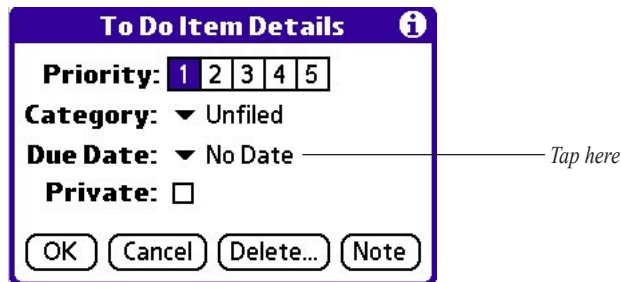 To Do Item Details i
Priority: 1 2 3 4 5
Category: Unfiled
Due Date: No Date Tap here
Private:
OK Cancel Delete... Note